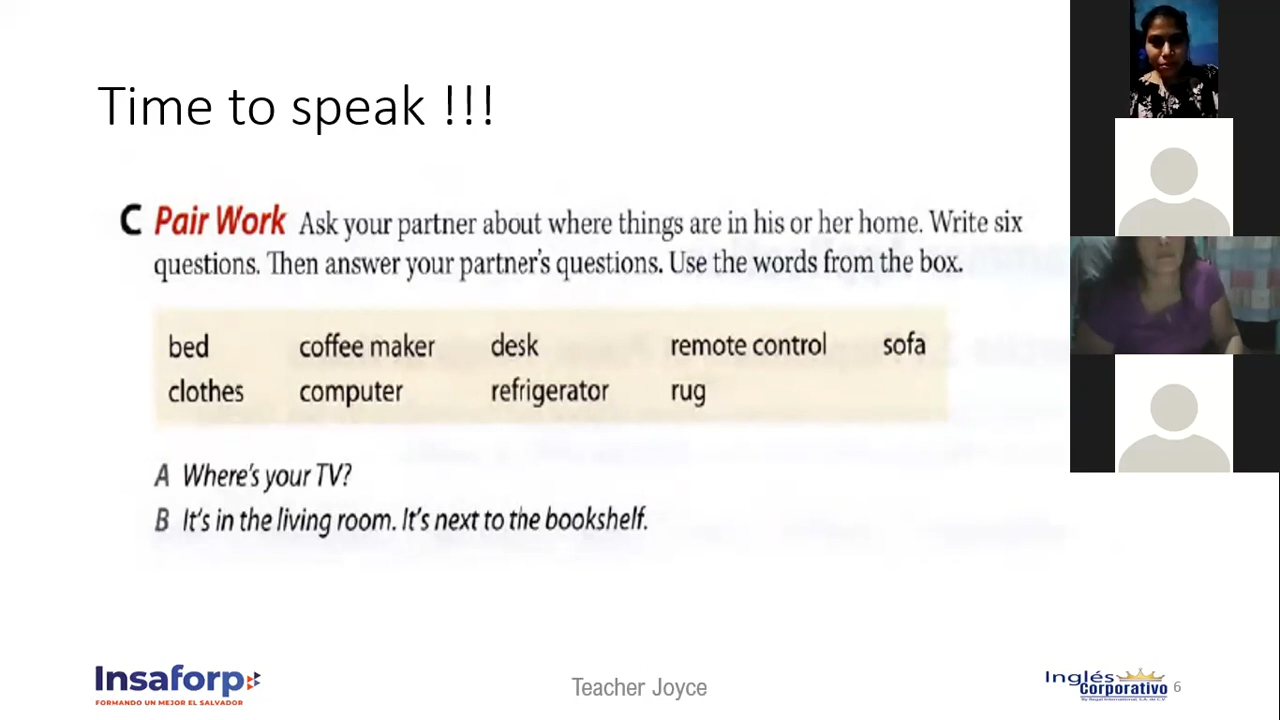 Time to speak !!!
C Pair Work Ask your partner about where things are in his or her home. Write six
questions. Then answer your partner's questions. Use the words from the box.
bed coffee maker desk remote control sofa
clothes computer refrigerator rug
A Where's your TV?
B It's in the living room. It's next to the bookshelf.
Insaforp
FORMANDO UN MEJOR EL SALVADOR
Teacher Joyce
Inglés
Corporativo
6